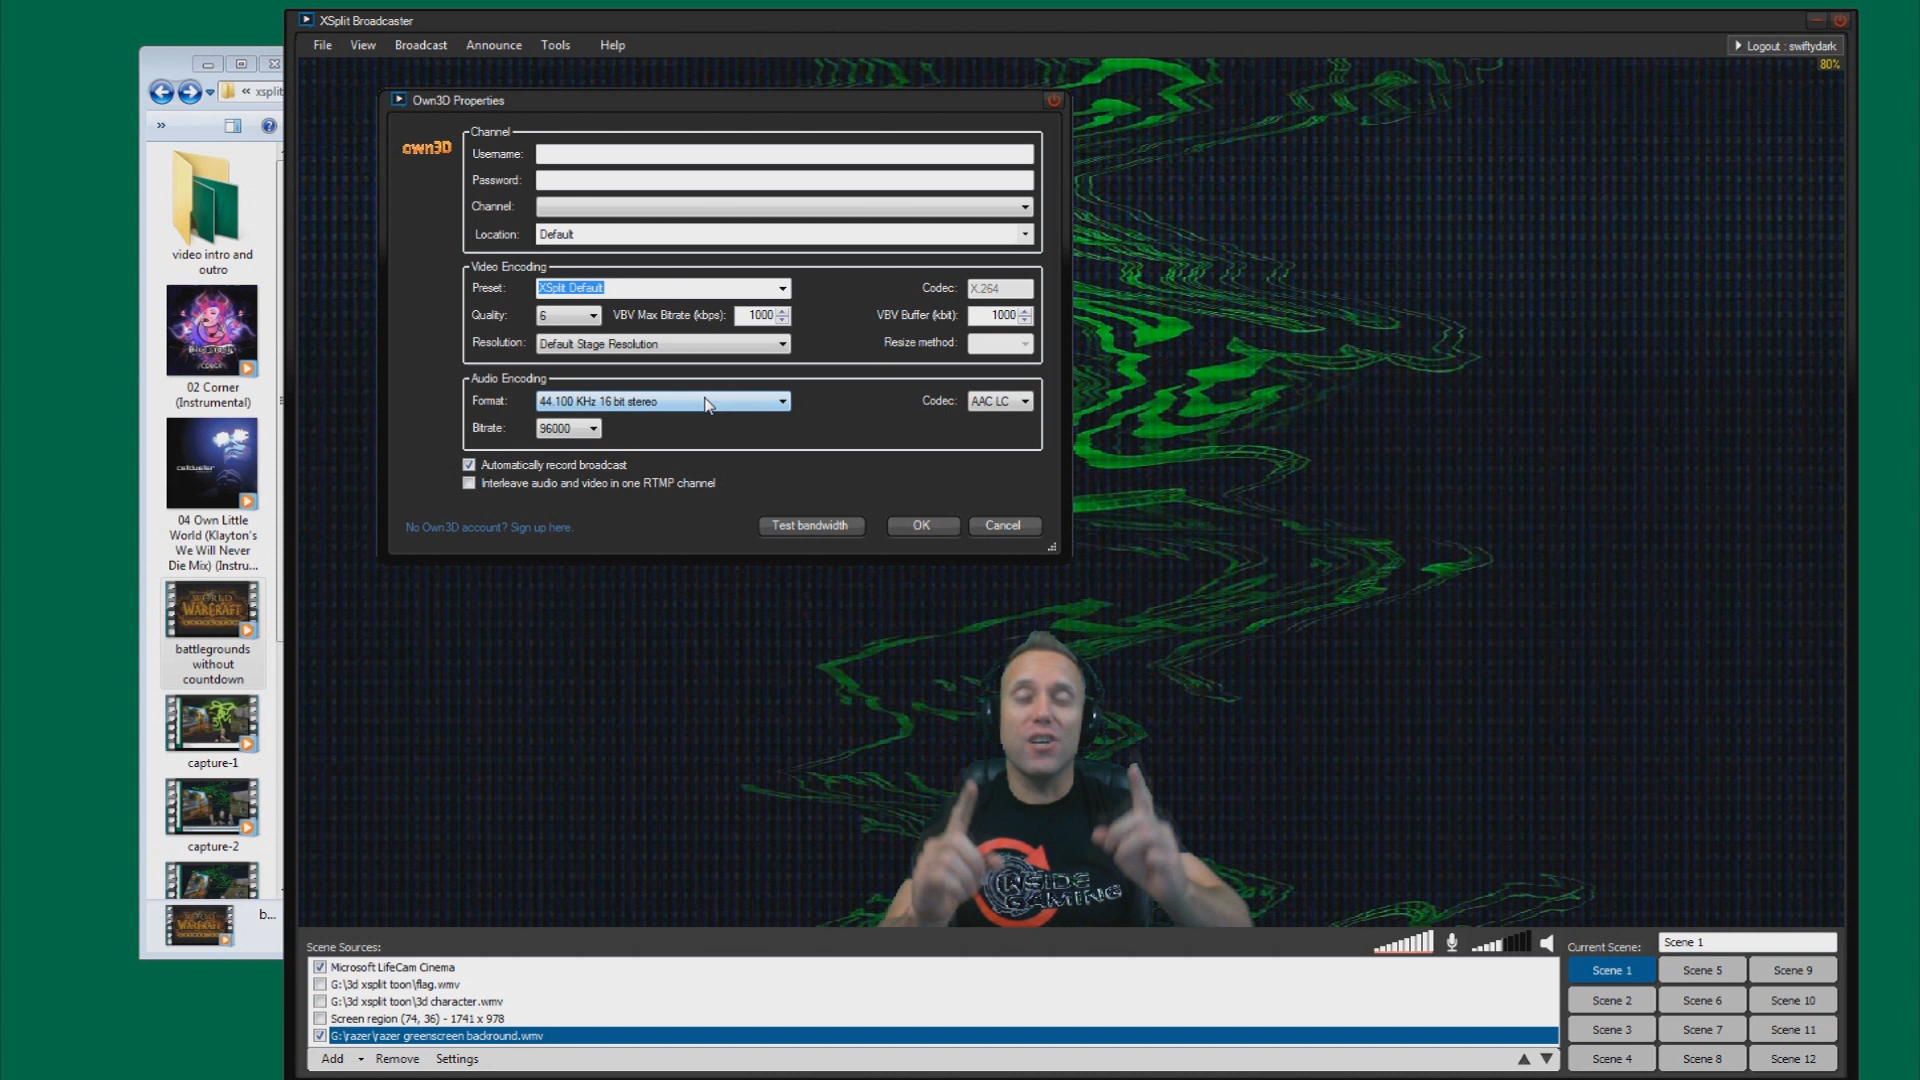 XSplit Broadcaster
File View Broadcast Announce Tools Help
Logout : swiftydark
80%
« xsplit
»
video intro and
outro
02 Corner
(Instrumental)
celldweller
04 Own Little
World (Klayton's
We Will Never
Die Mix) (Instru...
WORLD
WARCRAFT
battlegrounds
without
countdown
capture-1
capture-2
WARCRAFT
b...
Own3D Properties
own3D
Channel
Username:
Password:
Channel:
Location: Default
Video Encoding
Preset: XSplit Default Codec: X.264
Quality: 6 VBV Max Bitrate (kbps): 1000 VBV Buffer (kbit): 1000
Resolution: Default Stage Resolution Resize method:
Audio Encoding
Format: 44.100 KHz 16 bit stereo Codec: AAC LC
Bitrate: 96000
Automatically record broadcast
Interleave audio and video in one RTMP channel
No Own3D account? Sign up here.
Test bandwidth OK Cancel
INSIDE
GAMING
Scene Sources:
Microsoft LifeCam Cinema
G:\3d xsplit toon\flag.wmv
G:\3d xsplit toon\3d character.wmv
Screen region (74, 36) - 1741 x 978
G:\razer\razer greenscreen backround.wmv
Add Remove Settings
Current Scene: Scene 1
Scene 1 Scene 5 Scene 9
Scene 2 Scene 6 Scene 10
Scene 3 Scene 7 Scene 11
Scene 4 Scene 8 Scene 12